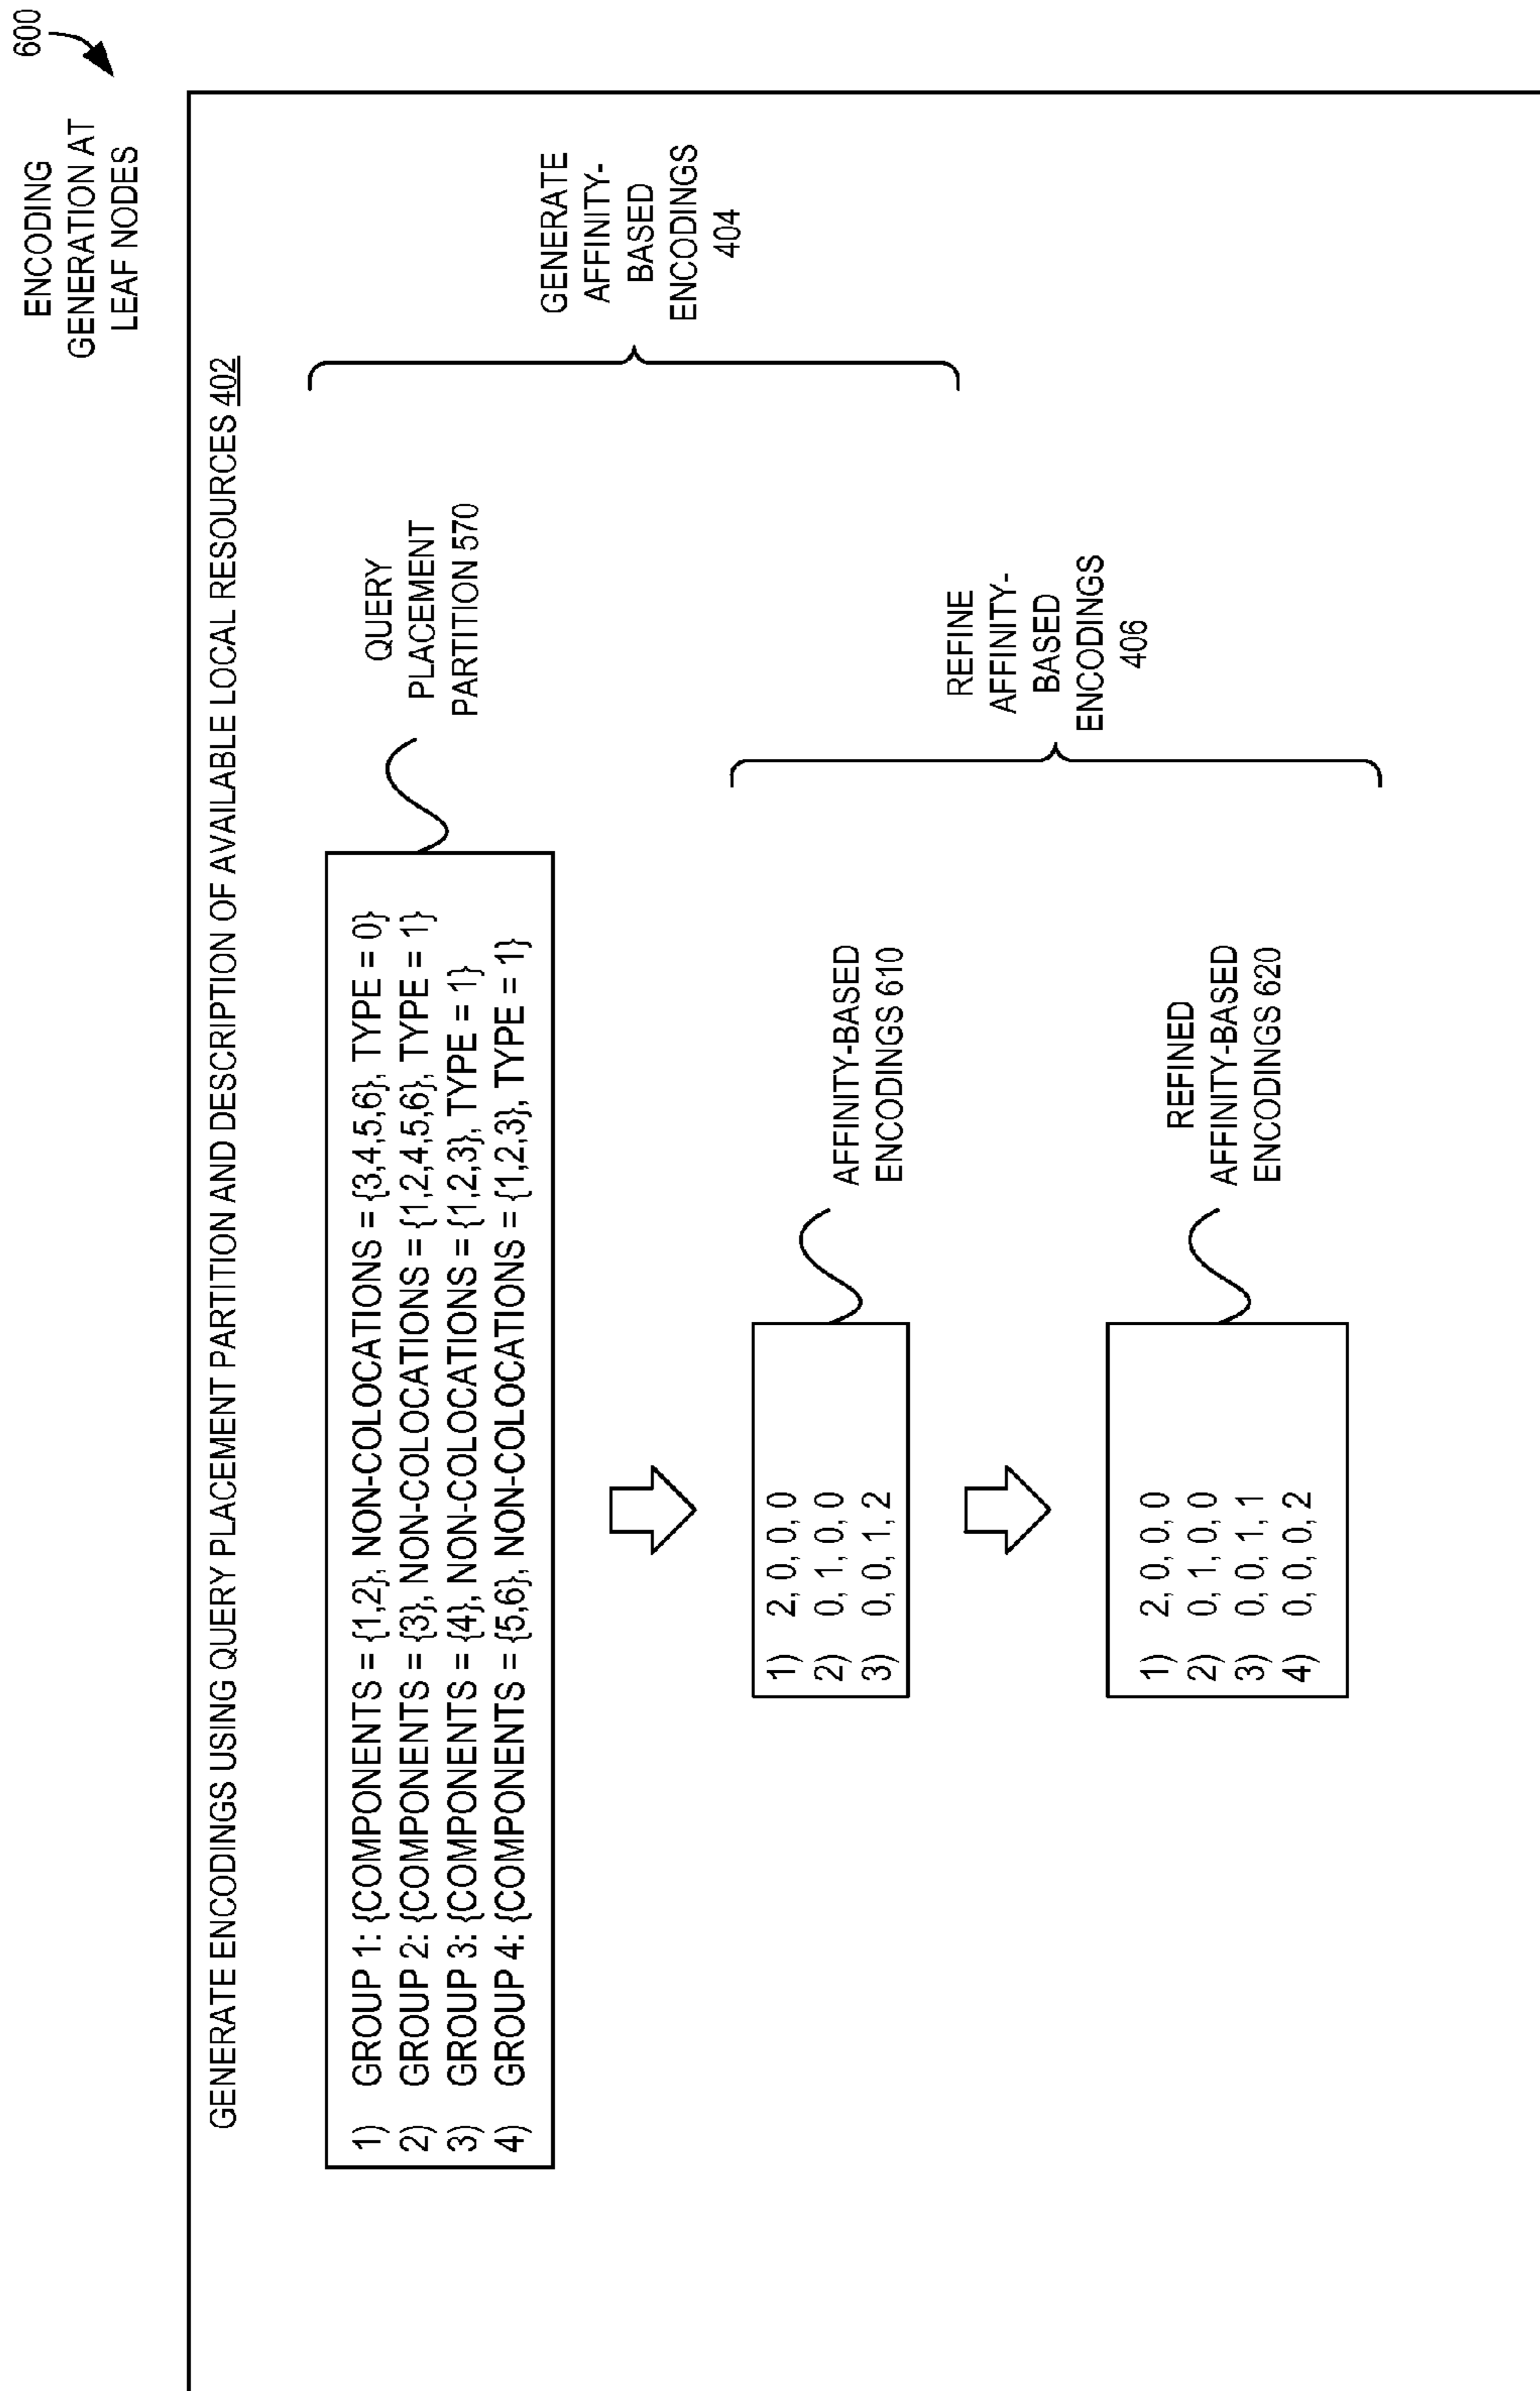 600
ENCODING
GENERATION AT
LEAF NODES
GENERATE ENCODINGS USING QUERY PLACEMENT PARTITION AND DESCRIPTION OF AVAILABLE LOCAL RESOURCES 402
1) GROUP 1: {COMPONENTS = {1,2}, NON-COLOCATIONS = {3,4,5,6}, TYPE = 0}
2) GROUP 2: {COMPONENTS = {3}, NON-COLOCATIONS = {1,2,4,5,6}, TYPE = 1}
3) GROUP 3: {COMPONENTS = {4}, NON-COLOCATIONS = {1,2,3}, TYPE = 1}
4) GROUP 4: {COMPONENTS = {5,6}, NON-COLOCATIONS = {1,2,3}, TYPE = 1}
QUERY
PLACEMENT
PARTITION 570
GENERATE
AFFINITY-
BASED
ENCODINGS
404
1) 2, 0, 0, 0
2) 0, 1, 0, 0
3) 0, 0, 1, 2
AFFINITY-BASED
ENCODINGS 610
REFINE
AFFINITY-
BASED
ENCODINGS
406
1) 2, 0, 0, 0
2) 0, 1, 0, 0
3) 0, 0, 1, 1
4) 0, 0, 0, 2
REFINED
AFFINITY-BASED
ENCODINGS 620